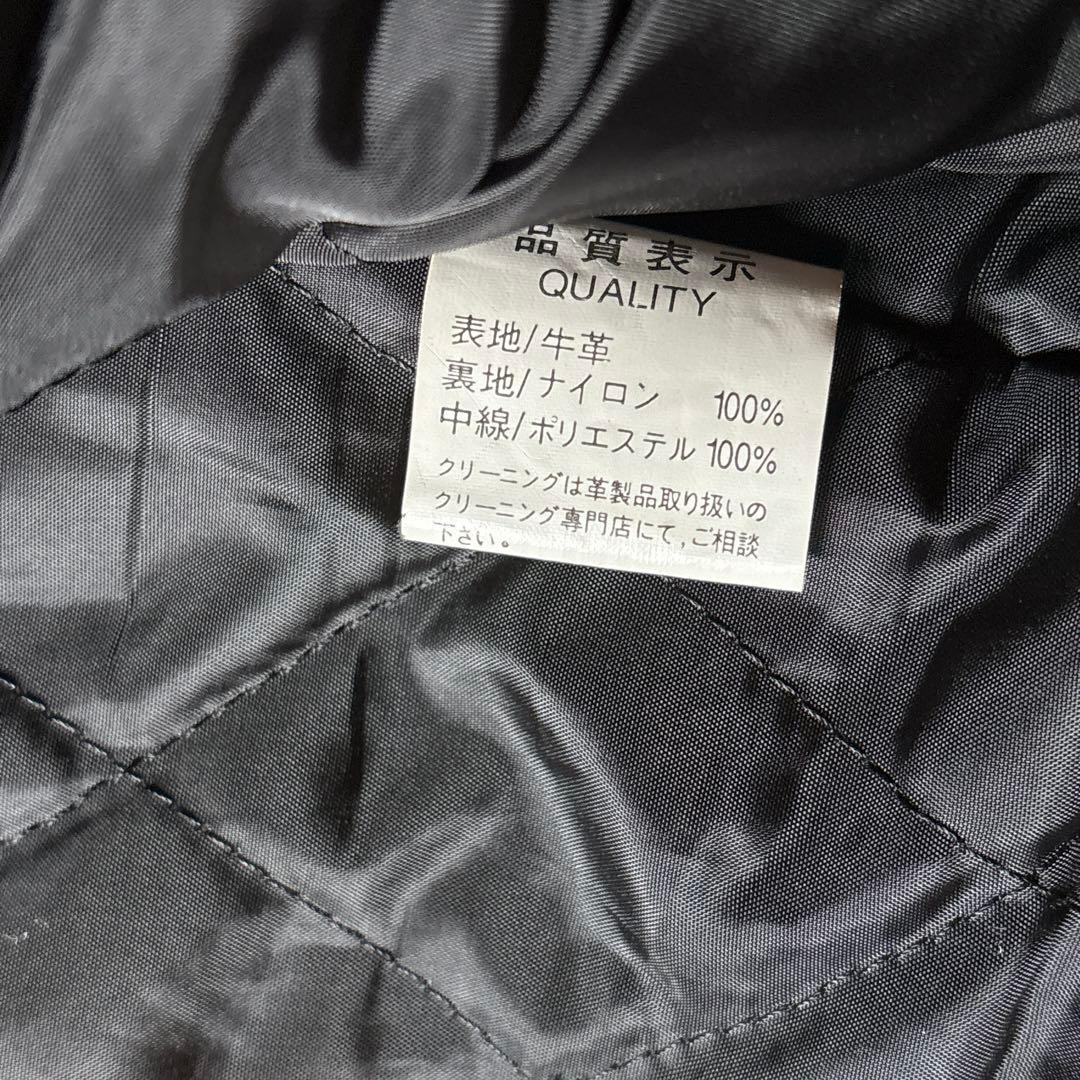 品質表示
QUALITY
表地/牛革
裏地/ナイロン 100%
中線/ポリエステル 100%
クリーニングは革製品取り扱いの
クリーニング專門店にて,ご相談
下さい。